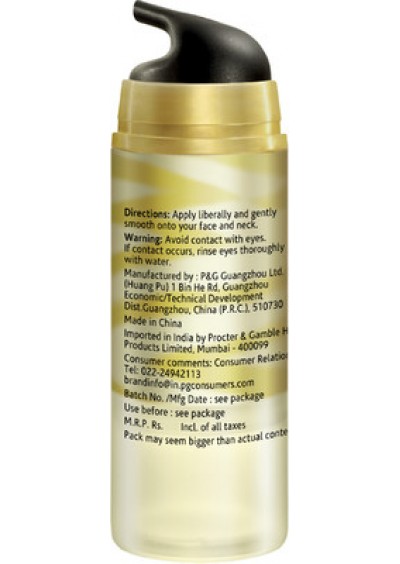 Directions: Apply liberally and gently
smooth onto your face and neck.
Warning: Avoid contact with eyes.
If contact occurs, rinse eyes thoroughly
with water.
Manufactured by : P&G Guangzhou Ltd.
(Huang Pu) 1 Bin He Rd, Guangzhou
Economic/Technical Development
Dist.Guangzhou, China (P.R.C.), 510730
Made in China
Imported in India by Procter & Gamble H
Products Limited, Mumbai - 400099
Consumer comments: Consumer Relation
Tel: 022-24942113
brandinfo@in.pgconsumers.com
Batch No. /Mfg Date : see package
Use before : see package
M.R.P. Rs. Incl. of all taxes
Pack may seem bigger than actual conte